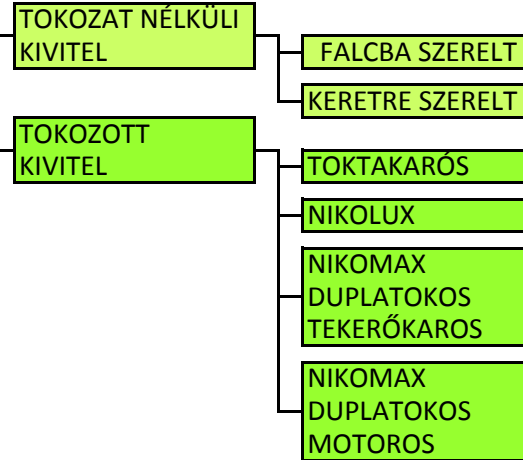 TOKOZAT NÉLKÜLI
KIVITEL
FALCBA SZERELT
KERETRE SZERELT
TOKOZOTT
KIVITEL
TOKTAKARÓS
NIKOLUX
NIKOMAX
DUPLATOKOS
TEKERŐKAROS
NIKOMAX
DUPLATOKOS
MOTOROS